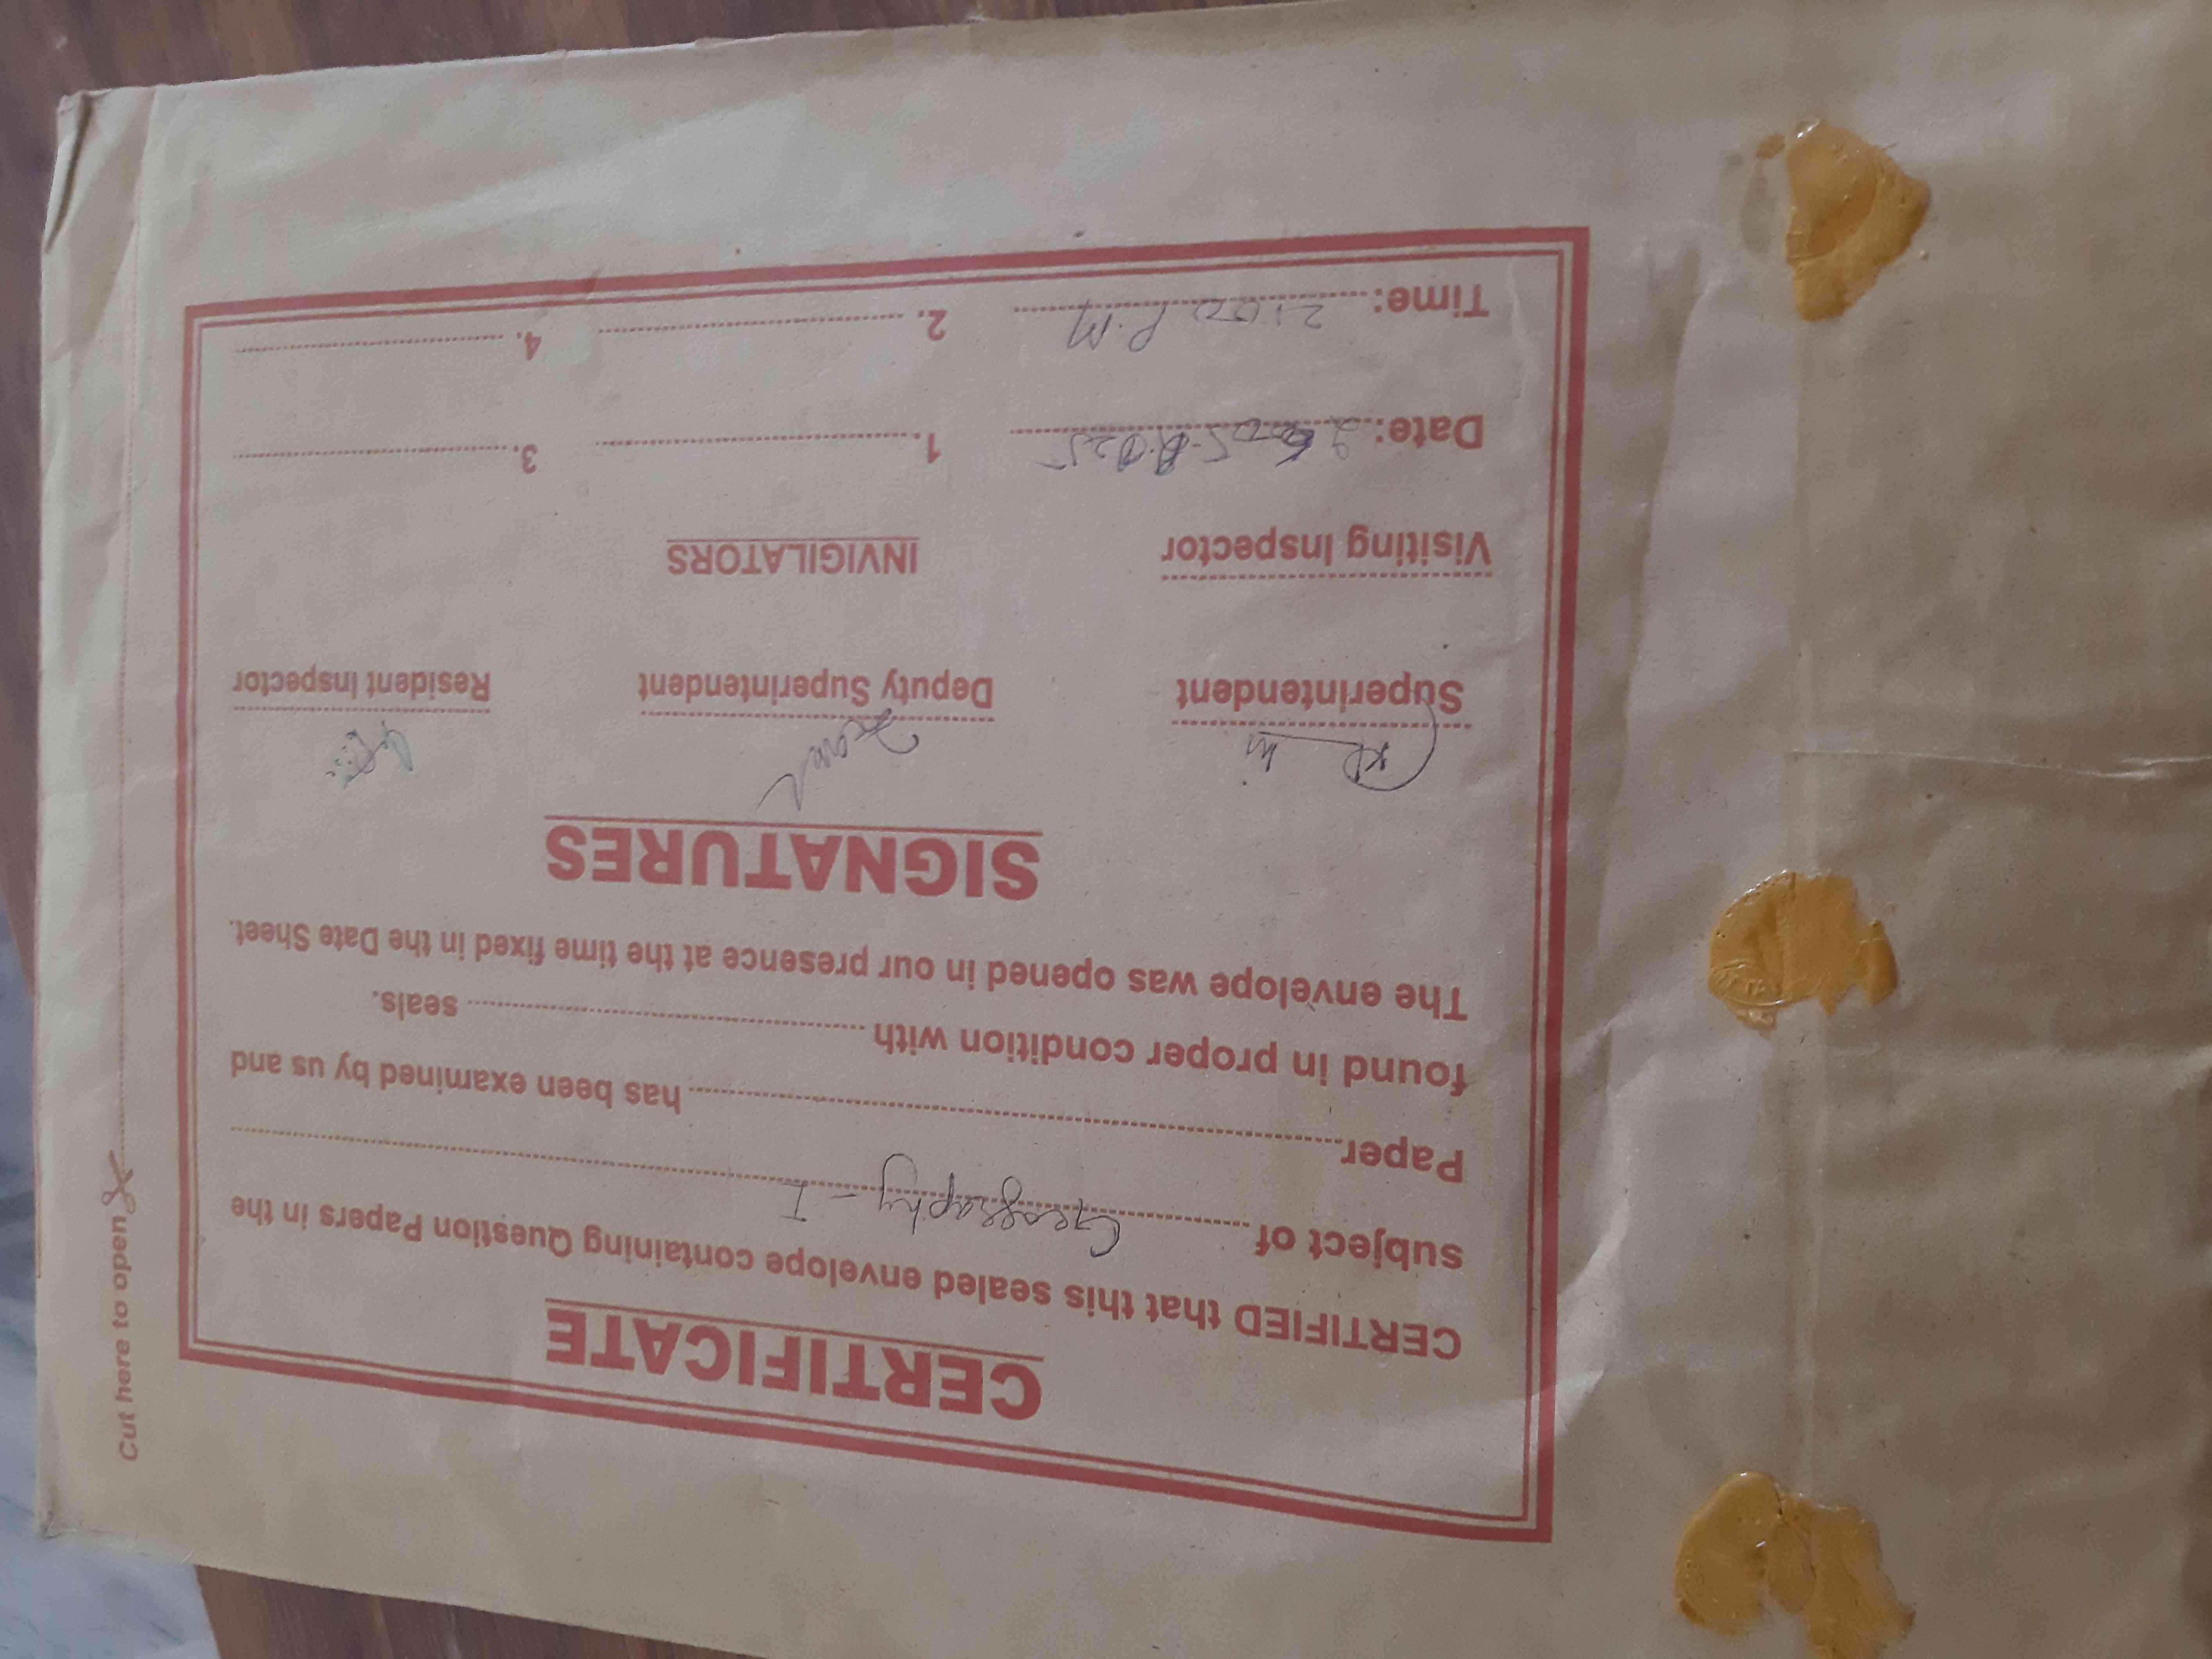 CERTIFICATE
CERTIFIED that this sealed envelope containing Question Papers in the
subject of Geography - I
Paper has been examined by us and
found in proper condition with seals.
The envelope was opened in our presence at the time fixed in the Date Sheet.
SIGNATURES
Superintendent Deputy Superintendent Resident Inspector
Visiting Inspector INVIGILATORS
Date: 1. 3.
Time: 2:00 P.M 2. 4.
Cut here to open